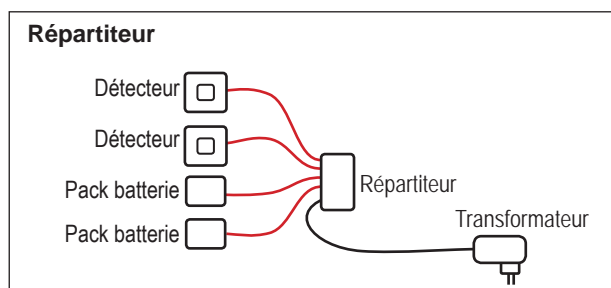 Répartiteur
Détecteur
Détecteur
Pack batterie
Répartiteur
Pack batterie
Transformateur